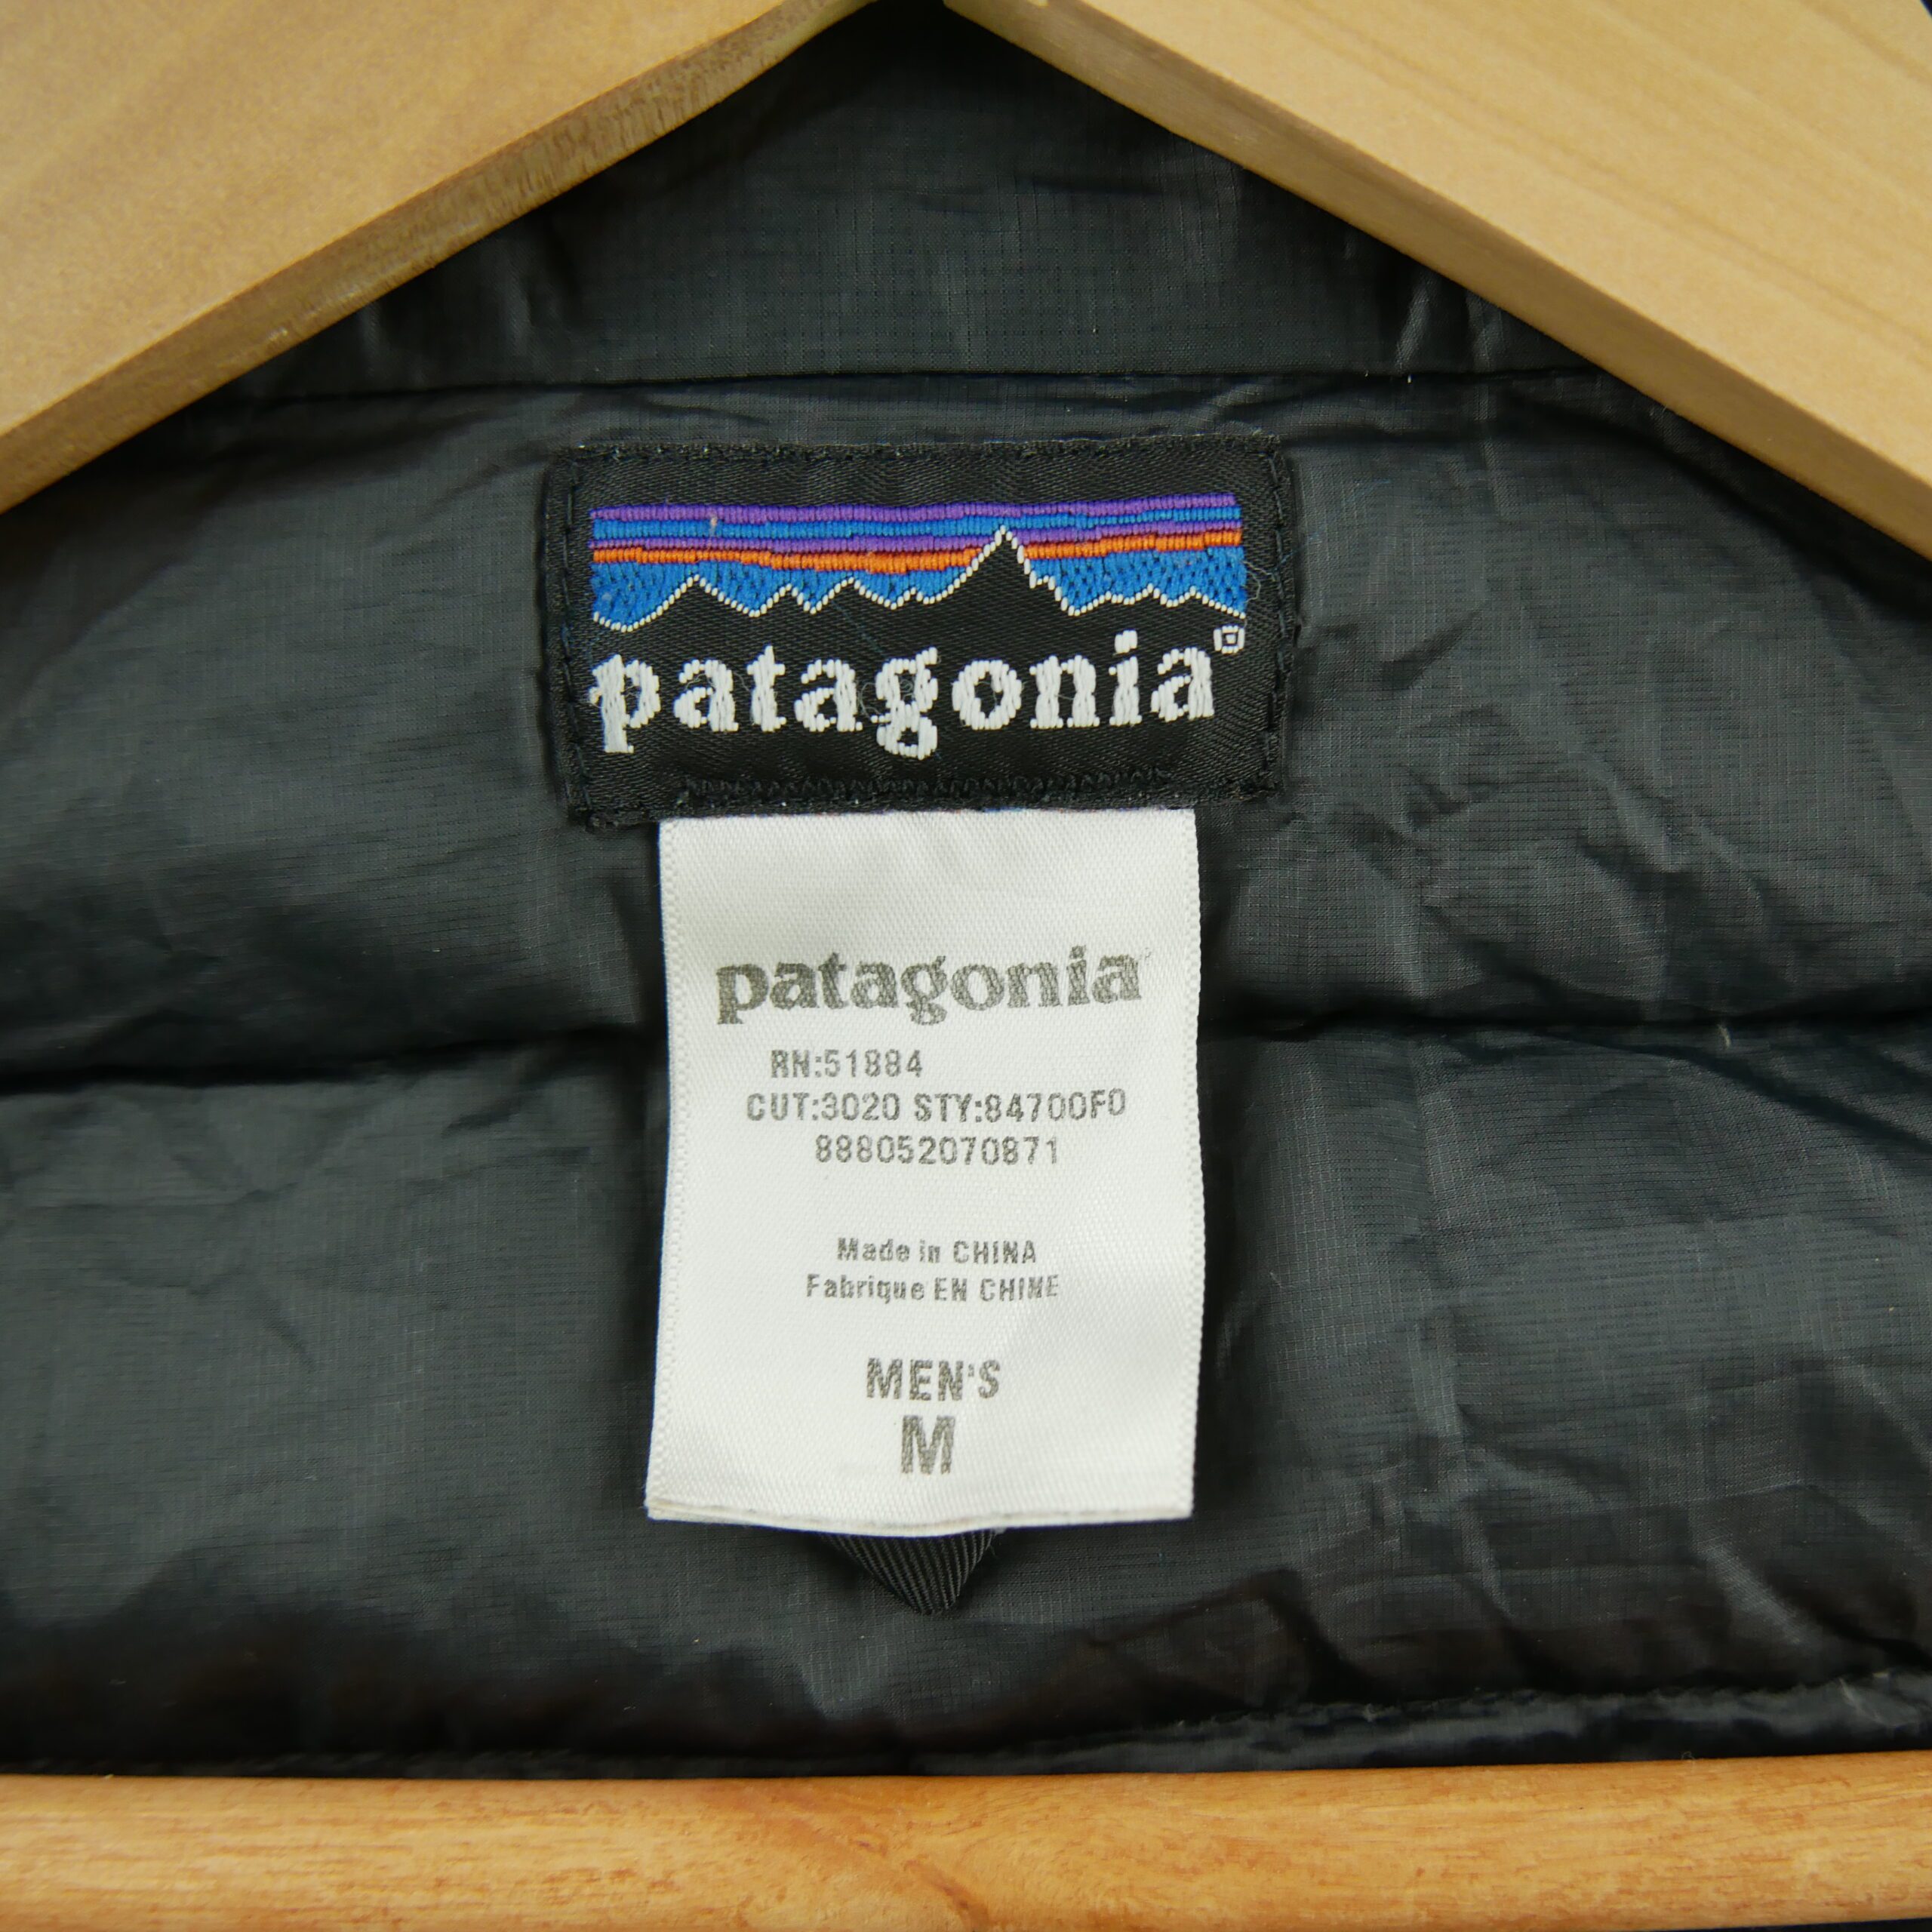 patagonia®
patagonia
RN:51884
CUT:3020 STY:84700F0
888052070871
Made in CHINA
Fabrique EN CHINE
MEN'S
M